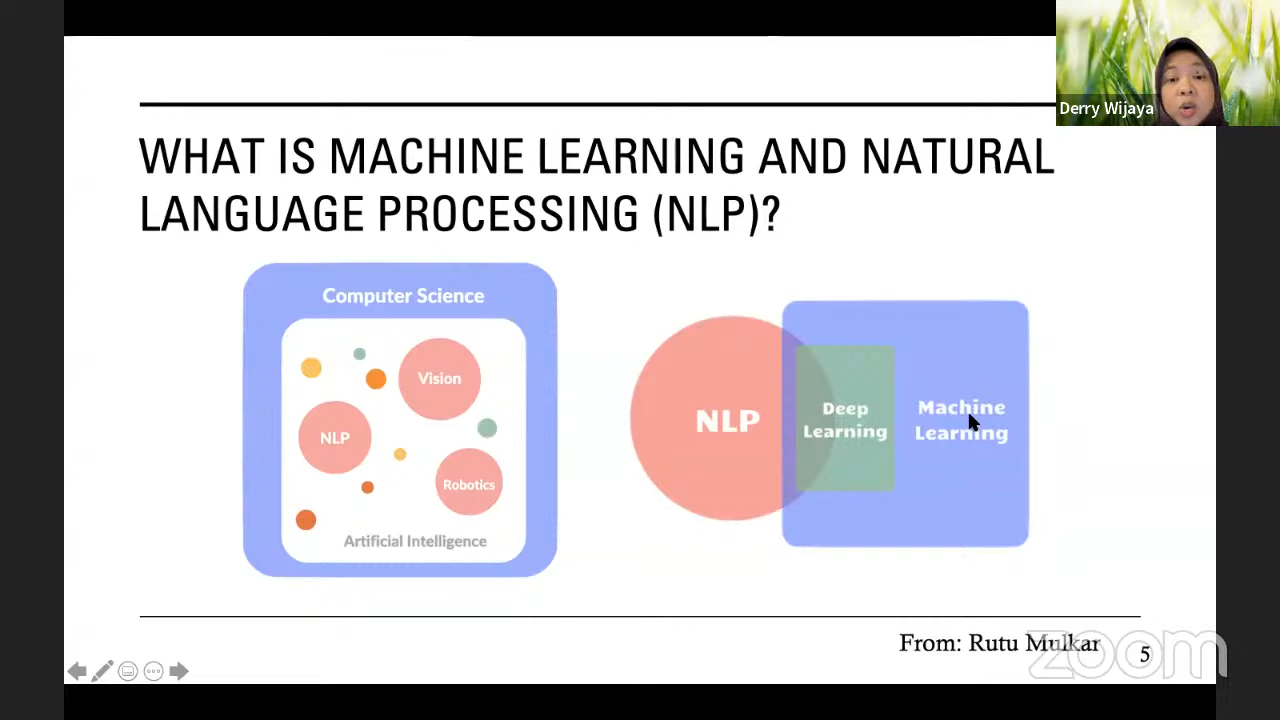 Derry Wijaya
WHAT IS MACHINE LEARNING AND NATURAL
LANGUAGE PROCESSING (NLP)?
Computer Science
Vision
NLP
Robotics
Artificial Intelligence
NLP
Deep
Learning
Machine
Learning
From: Rutu Mulkar
5
zoom